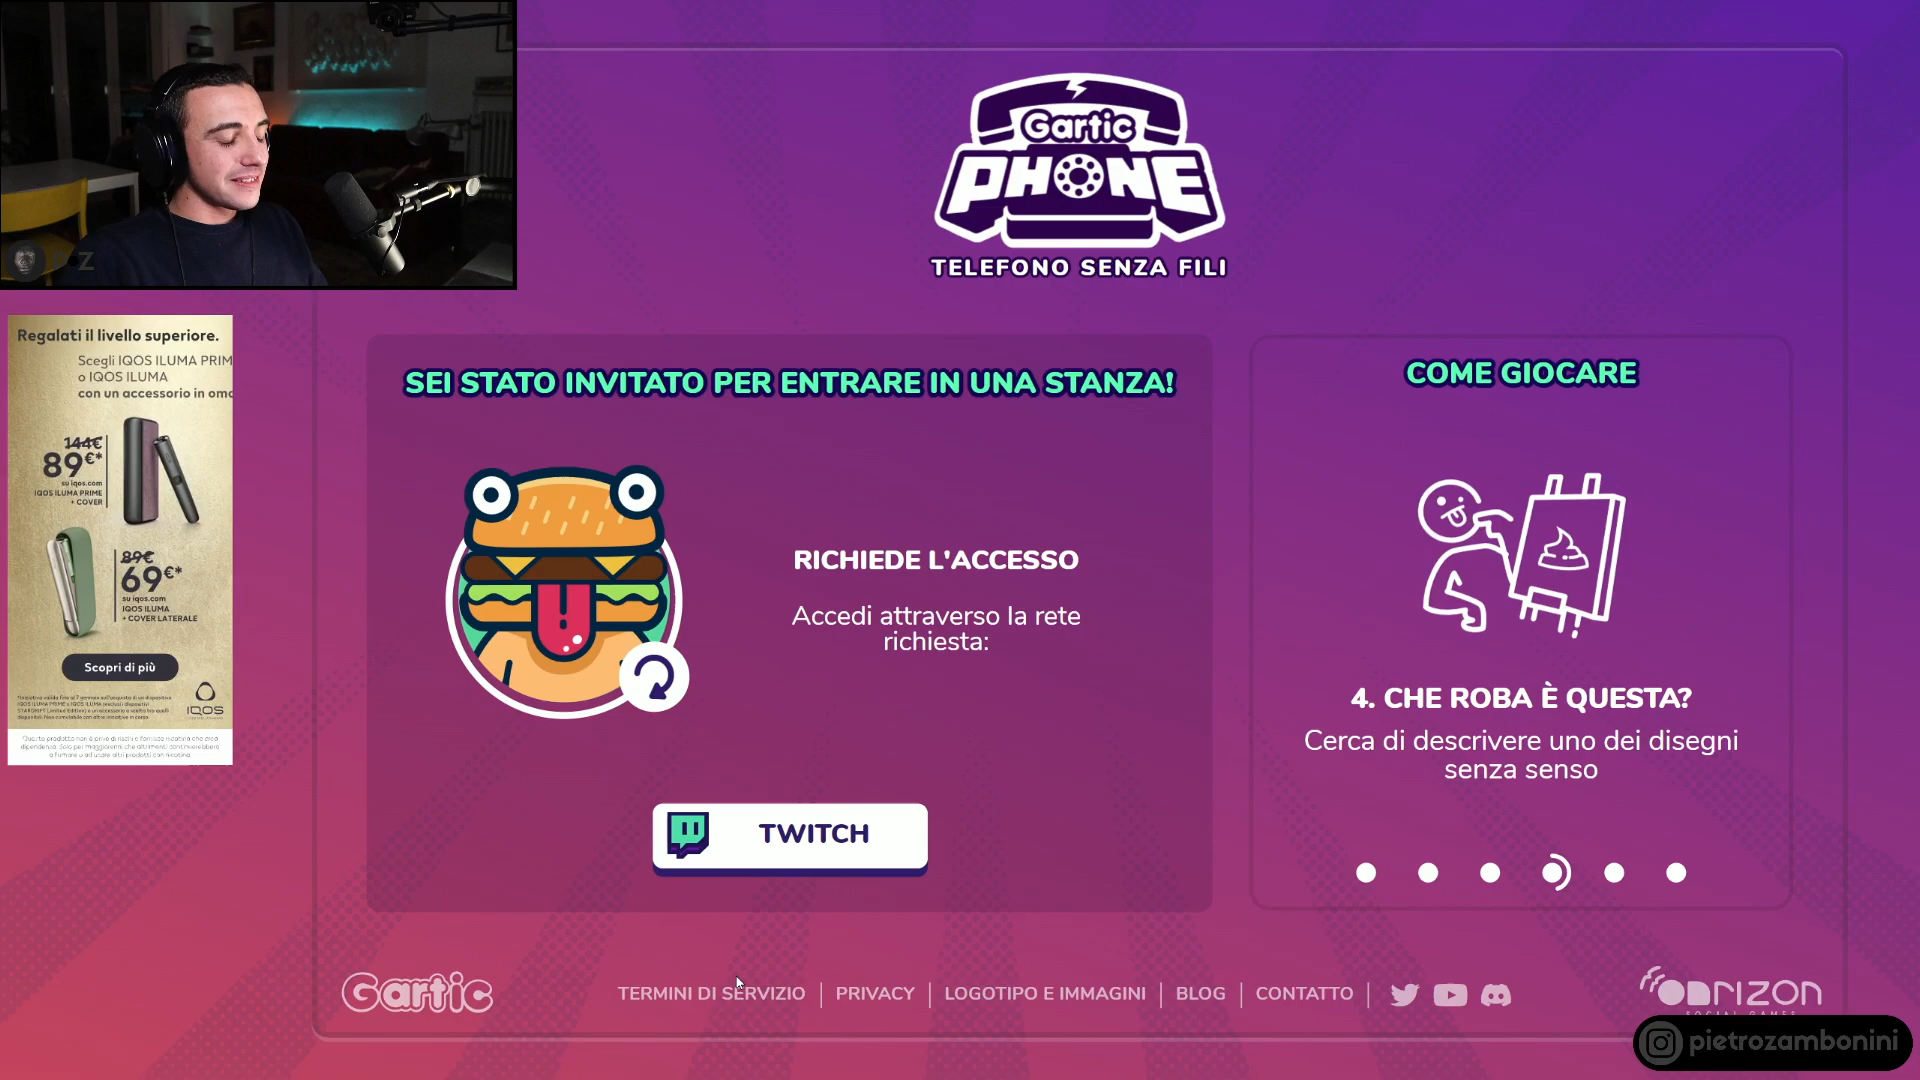 Gartic
PHONE
TELEFONO SENZA FILI
Z
Regalati il livello superiore.
Scegli IQOS ILUMA PRIM
o IQOS ILUMA
con un accessorio in omo
144€
89€*
su iqos.com
IQOS ILUMA PRIME
+ COVER
89€
69€*
su iqos.com
IQOS ILUMA
+ COVER LATERALE
Scopri di più
IQOS
SEI STATO INVITATO PER ENTRARE IN UNA STANZA!
RICHIEDE L'ACCESSO
Accedi attraverso la rete
richiesta:
TWITCH
COME GIOCARE
4. CHE ROBA È QUESTA?
Cerca di descrivere uno dei disegni
senza senso
Gartic
TERMINI DI SERVIZIO | PRIVACY | LOGOTIPO E IMMAGINI | BLOG | CONTATTO |
ONRIZON
SOCIAL GAMES
pietrozambonini